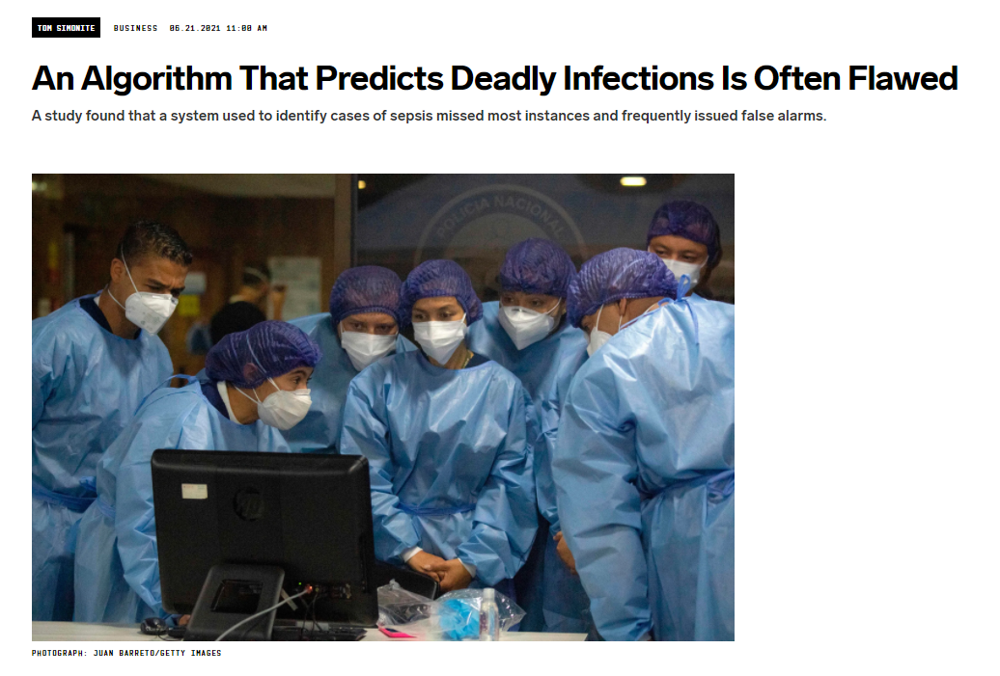 TOM SIMONITE BUSINESS 06.21.2021 11:00 AM
An Algorithm That Predicts Deadly Infections Is Often Flawed
A study found that a system used to identify cases of sepsis missed most instances and frequently issued false alarms.
POLICIA NACIONAL
hp
PHOTOGRAPH: JUAN BARRETO/GETTY IMAGES